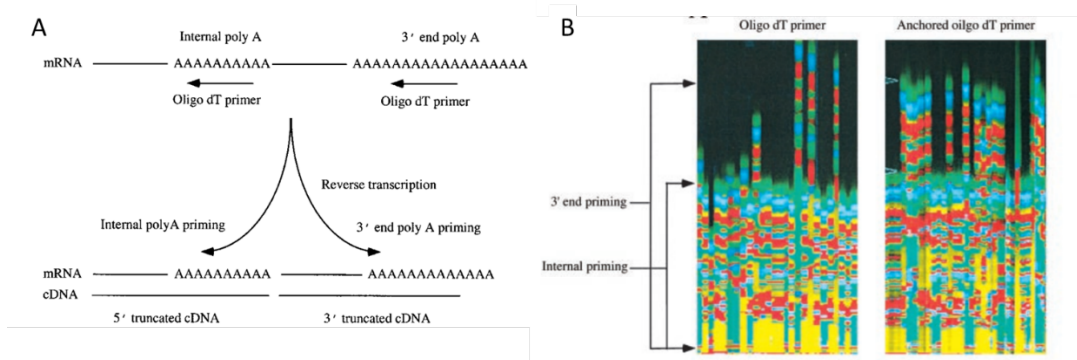 A
Internal poly A
3′ end poly A
mRNA
AAAAAAAAAA
AAAAAAAAAAAAAAAAAA
Oligo dT primer
Oligo dT primer
Reverse transcription
Internal polyA priming
3′ end poly A priming
mRNA
AAAAAAAAAA
AAAAAAAAAAAAA
cDNA
5′ truncated cDNA
3′ truncated cDNA
B
Oligo dT primer
Anchored oilgo dT primer
3′ end priming
Internal priming